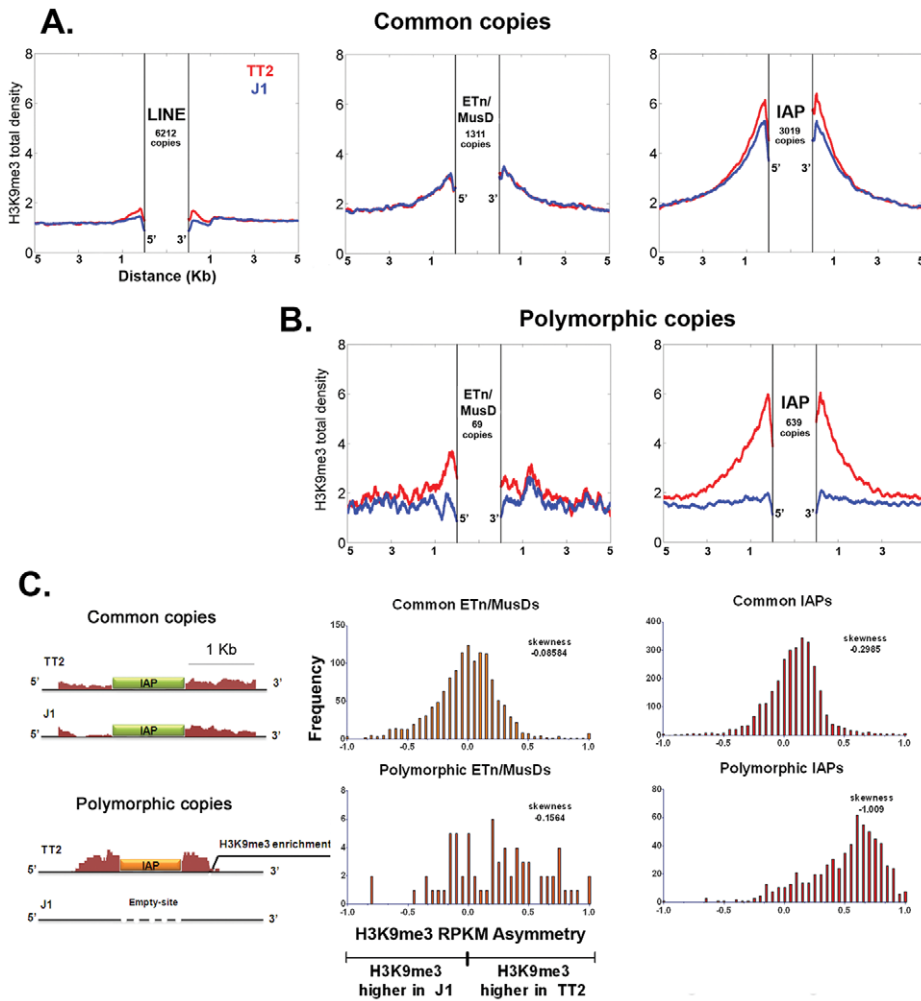 A.
Common copies
H3K9me3 total density
8
6
4
2
0
TT2
J1
LINE
6212
copies
5'
3'
5 3 1 1 3 5
Distance (Kb)
8
6
4
2
0
ETn/
MusD
1311
copies
5'
3'
5 3 1 1 3 5
8
6
4
2
0
IAP
3019
copies
5'
3'
5 3 1 1 3 5
B.
Polymorphic copies
H3K9me3 total density
8
6
4
2
0
ETn/
MusD
69
copies
5'
3'
5 3 1 1 3 5
8
6
4
2
0
IAP
639
copies
5'
3'
5 3 1 1 3 5
C.
Common copies
1 Kb
TT2
5' IAP 3'
J1
5' IAP 3'
Polymorphic copies
TT2
H3K9me3 enrichment
5' IAP 3'
J1
5' Empty-site 3'
Common ETn/MusDs
Frequency
150
100
50
0
skewness
-0.08584
-1.0 -0.5 0.0 0.5 1.0
Common IAPs
400
300
200
100
0
skewness
-0.2985
-1.0 -0.5 0.0 0.5 1.0
Polymorphic ETn/MusDs
8
6
4
2
0
skewness
-0.1564
-1.0 -0.5 0.0 0.5 1.0
Polymorphic IAPs
80
60
40
20
0
skewness
-1.009
-1.0 -0.5 0.0 0.5 1.0
H3K9me3 RPKM Asymmetry
H3K9me3
higher in J1
H3K9me3
higher in TT2